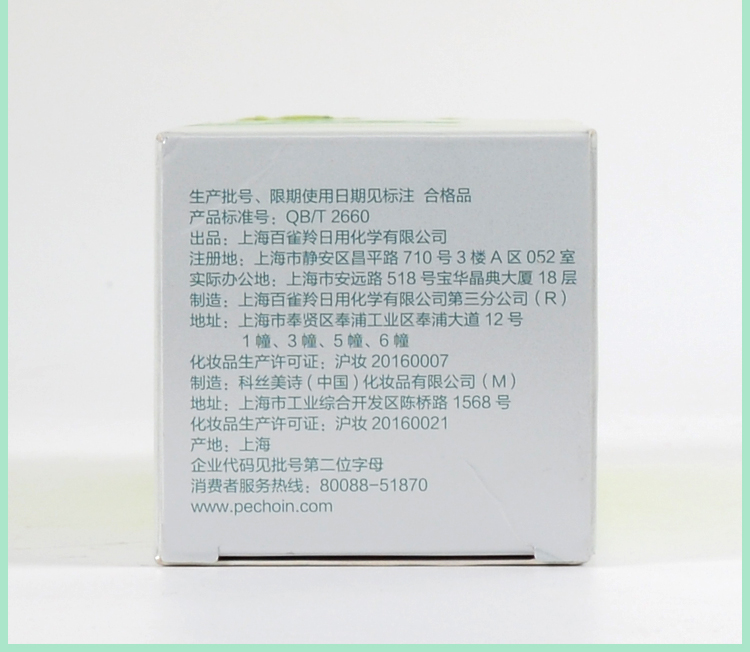 生产批号、限期使用日期见标注 合格品
产品标准号：QB/T 2660
出品：上海百雀羚日用化学有限公司
注册地：上海市静安区昌平路 710 号 3 楼 A 区 052 室
实际办公地：上海市安远路 518 号宝华晶典大厦 18 层
制造：上海百雀羚日用化学有限公司第三分公司（R）
地址：上海市奉贤区奉浦工业区奉浦大道 12 号
1 幢、3 幢、5 幢、6 幢
化妆品生产许可证：沪妆 20160007
制造：科丝美诗（中国）化妆品有限公司（M）
地址：上海市工业综合开发区陈桥路 1568 号
化妆品生产许可证：沪妆 20160021
产地：上海
企业代码见批号第二位字母
消费者服务热线：80088-51870
www.pechoin.com